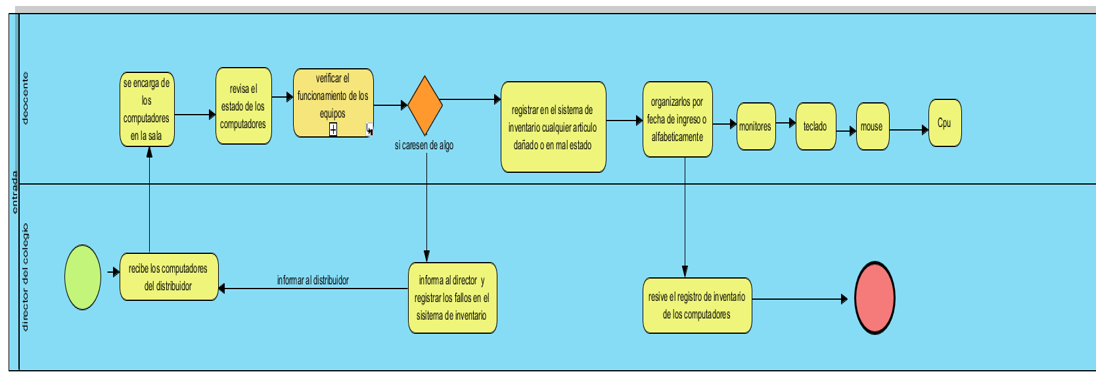 entrada
deocente
se encarga de
los
computadores
en la sala
revisa el
estado de los
computadores
verificar el
funcionamiento de los
equipos
si caresen de algo
registrar en el sistema de
inventario cualquier articulo
dañado o en mal estado
organizarlos por
fecha de ingreso o
alfabeticamente
monitores
teclado
mouse
Cpu
director del colegio
recibe los computadores
del distribuidor
informar al distribuidor
informa al director y
registrar los fallos en el
sisitema de inventario
resive el registro de inventario
de los computadores